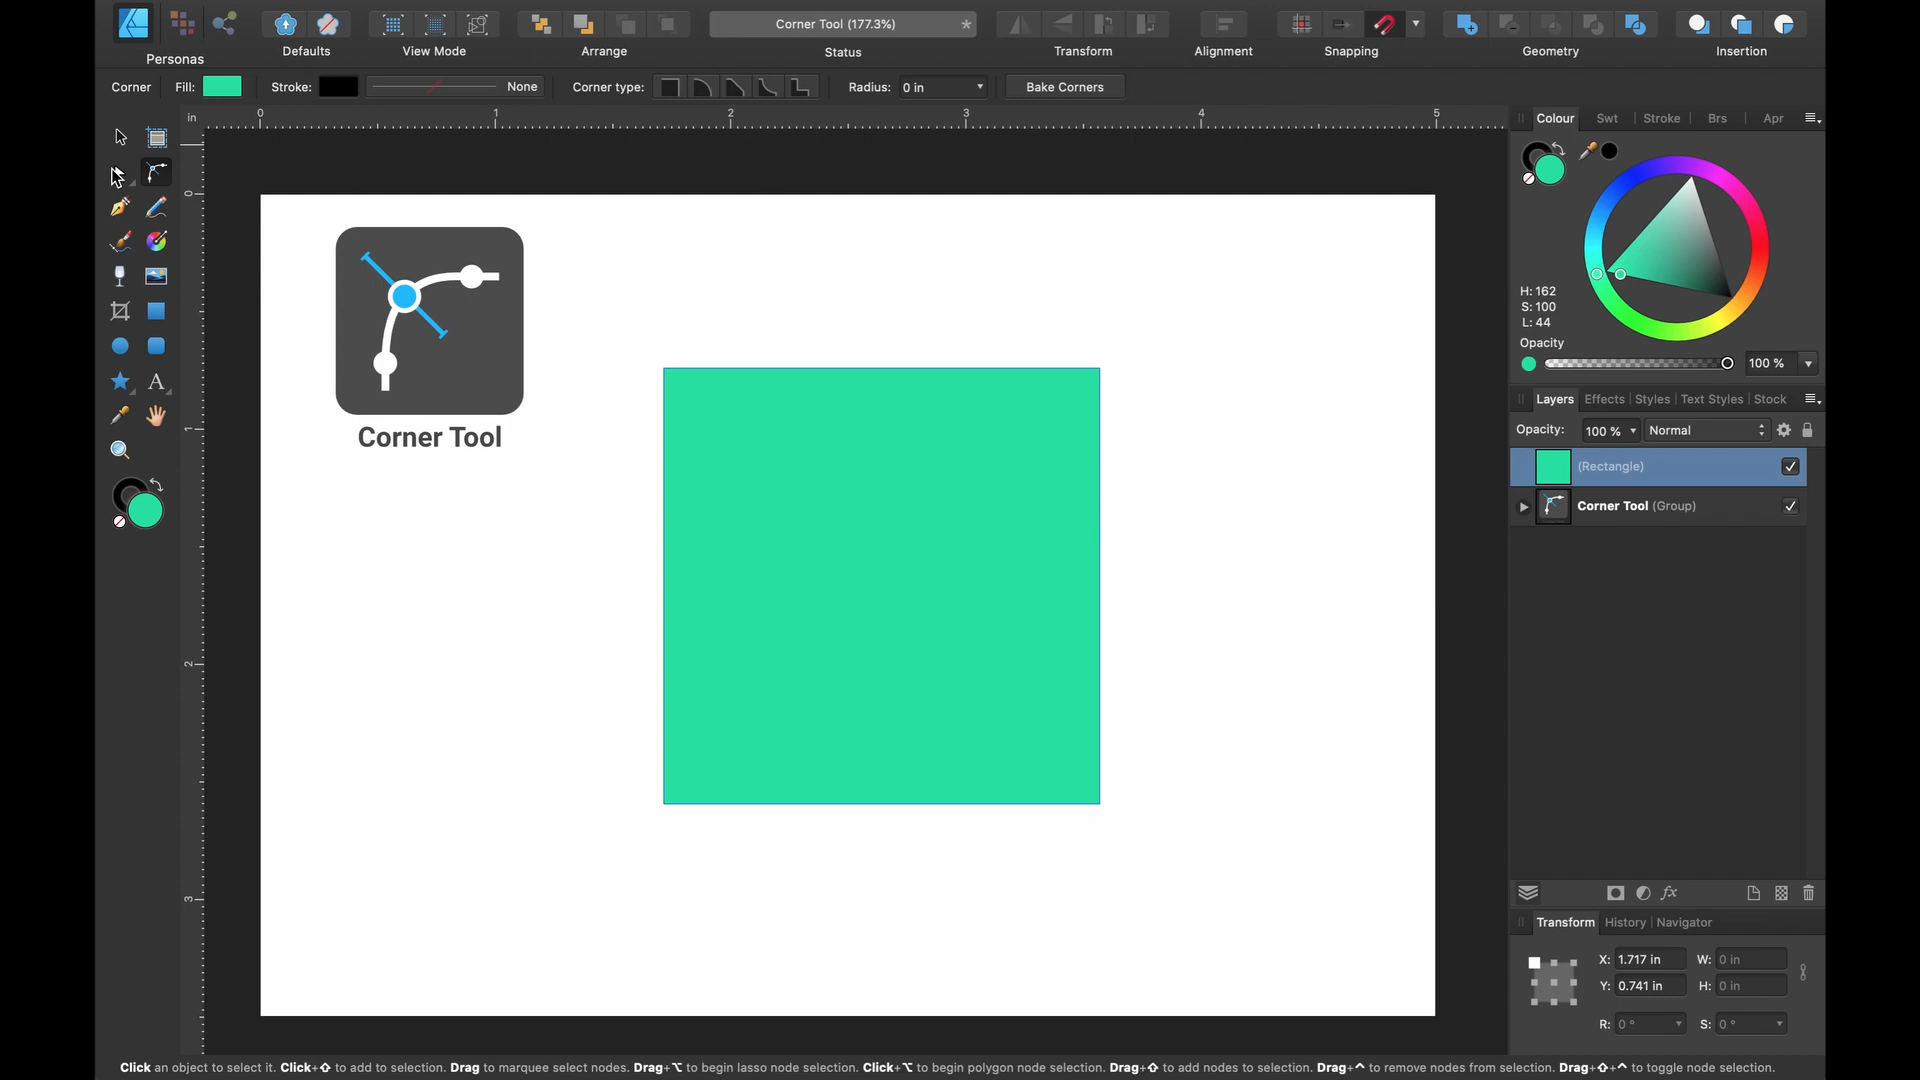 Personas
Defaults
View Mode
Arrange
Corner Tool (177.3%)
*
Status
Transform
Alignment
Snapping
Geometry
Insertion
Corner Fill: Stroke: None Corner type: Radius: 0 in Bake Corners
in
0 1 2 3 4 5
0
1
2
3
Corner Tool
A
Colour Swt Stroke Brs Apr
H: 162
S: 100
L: 44
Opacity
100 %
Layers Effects Styles Text Styles Stock
Opacity: 100 % Normal
(Rectangle)
Corner Tool (Group)
fx
Transform History Navigator
X: 1.717 in W: 0 in
Y: 0.741 in H: 0 in
R: 0 ° S: 0 °
Click an object to select it. Click+⇧ to add to selection. Drag to marquee select nodes. Drag+⌥ to begin lasso node selection. Click+⌥ to begin polygon node selection. Drag+⇧ to add nodes to selection. Drag+^ to remove nodes from selection. Drag+⇧+^ to toggle node selection.